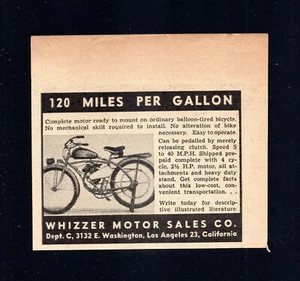 120 MILES PER GALLON
Complete motor ready to mount on ordinary balloon-tired bicycle.
No mechanical skill required to install. No alteration of bike
necessary. Easy to operate.
Can be pedalled by merely
releasing clutch. Speed 5
to 40 M.P.H. Shipped pre-
paid complete with 4 cy-
cle, 2½ H.P. motor, all at-
tachments and heavy duty
stand. Get complete facts
about this low-cost, con-
venient transportation. . .
Write today for descrip-
tive illustrated literature.
WHIZZER MOTOR SALES CO.
Dept. C, 3132 E. Washington, Los Angeles 23, California